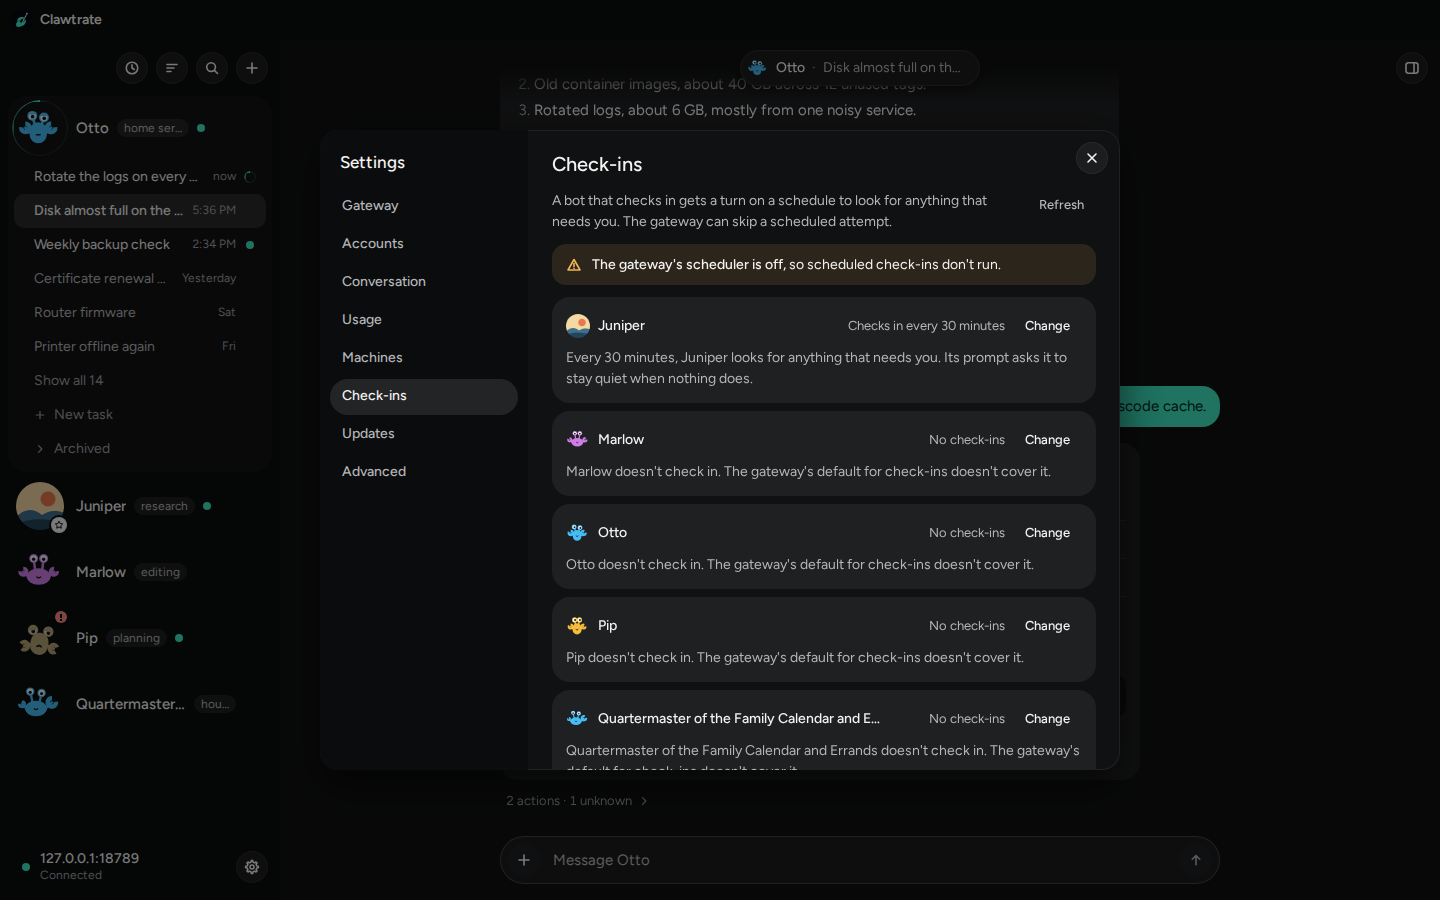 Clawtrate
Otto · Disk almost full on th...
2. Old container images, about 40 GB across 12 unused tags.
3. Rotated logs, about 6 GB, mostly from one noisy service.
Otto home ser...
Rotate the logs on every ... now
Disk almost full on the ... 5:36 PM
Weekly backup check 2:34 PM
Certificate renewal ... Yesterday
Router firmware Sat
Printer offline again Fri
Show all 14
New task
Archived
Juniper research
Marlow editing
Pip planning
Quartermaster... hou...
127.0.0.1:18789
Connected
Settings
Gateway
Accounts
Conversation
Usage
Machines
Check-ins
Updates
Advanced
Check-ins
A bot that checks in gets a turn on a schedule to look for anything that
needs you. The gateway can skip a scheduled attempt.
Refresh
The gateway's scheduler is off, so scheduled check-ins don't run.
Juniper Checks in every 30 minutes Change
Every 30 minutes, Juniper looks for anything that needs you. Its prompt asks it to
stay quiet when nothing does.
Marlow No check-ins Change
Marlow doesn't check in. The gateway's default for check-ins doesn't cover it.
Otto No check-ins Change
Otto doesn't check in. The gateway's default for check-ins doesn't cover it.
Pip No check-ins Change
Pip doesn't check in. The gateway's default for check-ins doesn't cover it.
Quartermaster of the Family Calendar and E... No check-ins Change
Quartermaster of the Family Calendar and Errands doesn't check in. The gateway's
default for check-ins doesn't cover it.
scode cache.
2 actions · 1 unknown
Message Otto